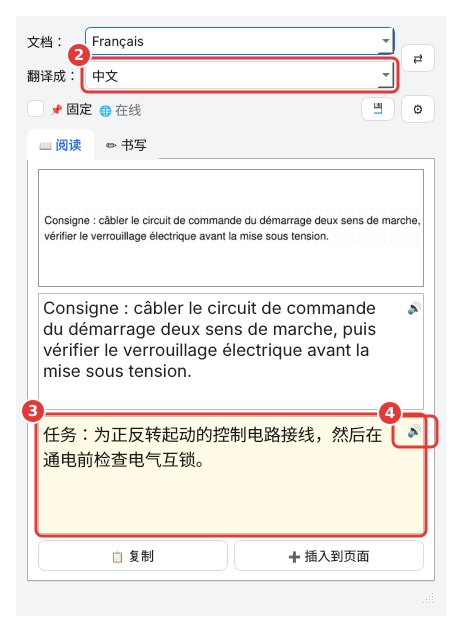 文档：
Français
⇄
2
翻译成：
中文
📌 固定
🌐 在线
💾
⚙
📖 阅读
✏ 书写
Consigne : câbler le circuit de commande du démarrage deux sens de marche,
vérifier le verrouillage électrique avant la mise sous tension.
Consigne : câbler le circuit de commande
du démarrage deux sens de marche, puis
vérifier le verrouillage électrique avant la
mise sous tension.
🔊
3
4
任务：为正反转起动的控制电路接线，然后在
通电前检查电气互锁。
🔊
📋 复制
➕ 插入到页面